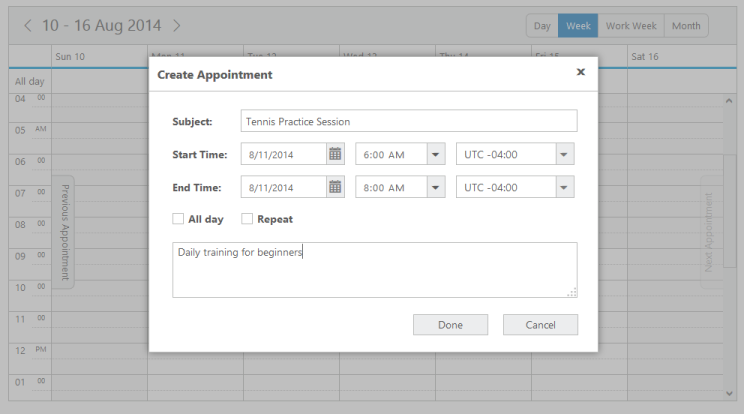 10 - 16 Aug 2014
Day Week Work Week Month
Sun 10 Mon 11 Tue 12 Wed 13 Thu 14 Fri 15 Sat 16
All day
Create Appointment
Subject: Tennis Practice Session
Start Time: 8/11/2014 6:00 AM UTC -04:00
End Time: 8/11/2014 8:00 AM UTC -04:00
All day Repeat
Daily training for beginners
Done Cancel
04 00
05 AM
06 00
07 00
08 00
09 00
10 00
11 00
12 PM
01 00
Previous Appointment
Next Appointment